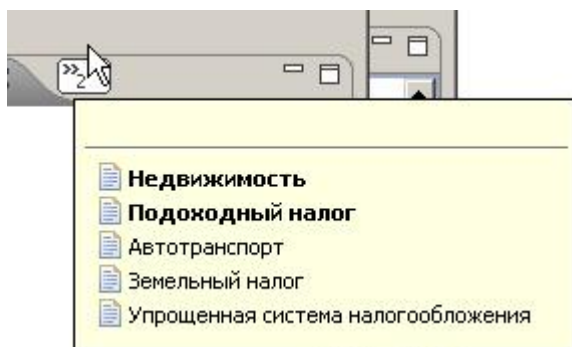 »2
Недвижимость
Подоходный налог
Автотранспорт
Земельный налог
Упрощенная система налогообложения